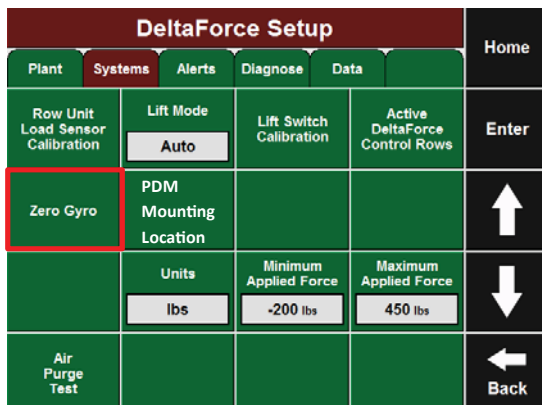 DeltaForce Setup
Home
Plant
Systems
Alerts
Diagnose
Data
Row Unit
Load Sensor
Calibration
Lift Mode
Auto
Lift Switch
Calibration
Active
DeltaForce
Control Rows
Enter
Zero Gyro
PDM
Mounting
Location
Units
lbs
Minimum
Applied Force
-200 lbs
Maximum
Applied Force
450 lbs
Air
Purge
Test
Back